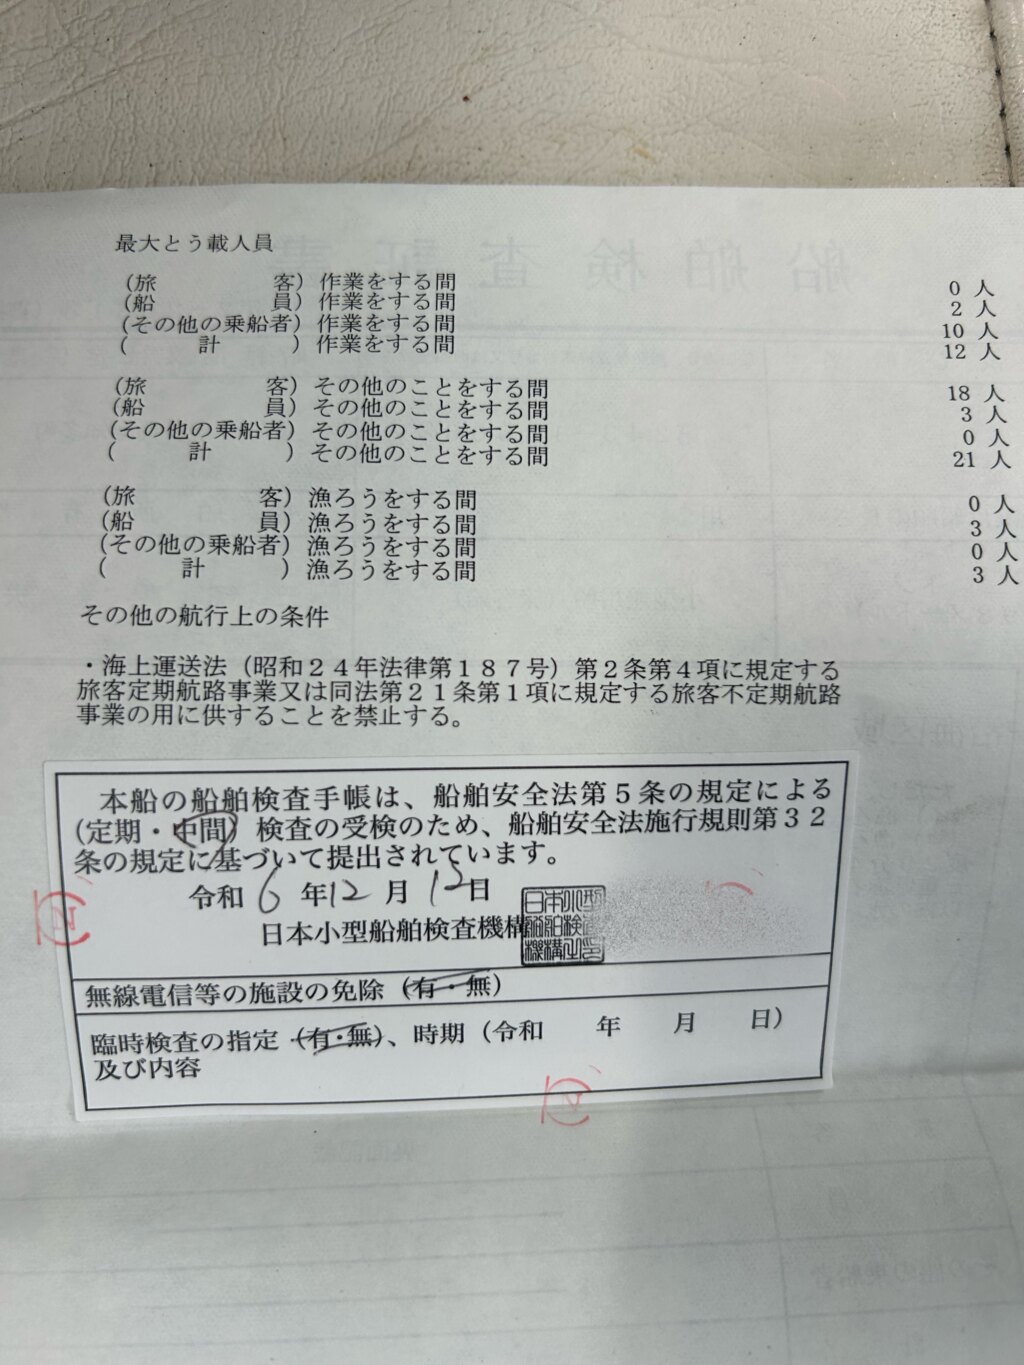 最大とう載人員
(旅　　　　　客) 作業をする間　0 人
(船　　　　　員) 作業をする間　2 人
(その他の乗船者) 作業をする間　10 人
(　　　計　　　) 作業をする間　12 人
(旅　　　　　客) その他のことをする間　18 人
(船　　　　　員) その他のことをする間　3 人
(その他の乗船者) その他のことをする間　0 人
(　　　計　　　) その他のことをする間　21 人
(旅　　　　　客) 漁ろうをする間　0 人
(船　　　　　員) 漁ろうをする間　3 人
(その他の乗船者) 漁ろうをする間　0 人
(　　　計　　　) 漁ろうをする間　3 人
その他の航行上の条件
・海上運送法（昭和２４年法律第１８７号）第２条第４項に規定する
旅客定期航路事業又は同法第２１条第１項に規定する旅客不定期航路
事業の用に供することを禁止する。
本船の船舶検査手帳は、船舶安全法第５条の規定による
(定期・中間) 検査の受検のため、船舶安全法施行規則第３２
条の規定に基づいて提出されています。
令和 6 年 12 月 日
日本小型船舶検査機構
無線電信等の施設の免除 (有・無)
臨時検査の指定 (有・無)、時期 (令和　　年　　月　　日)
及び内容